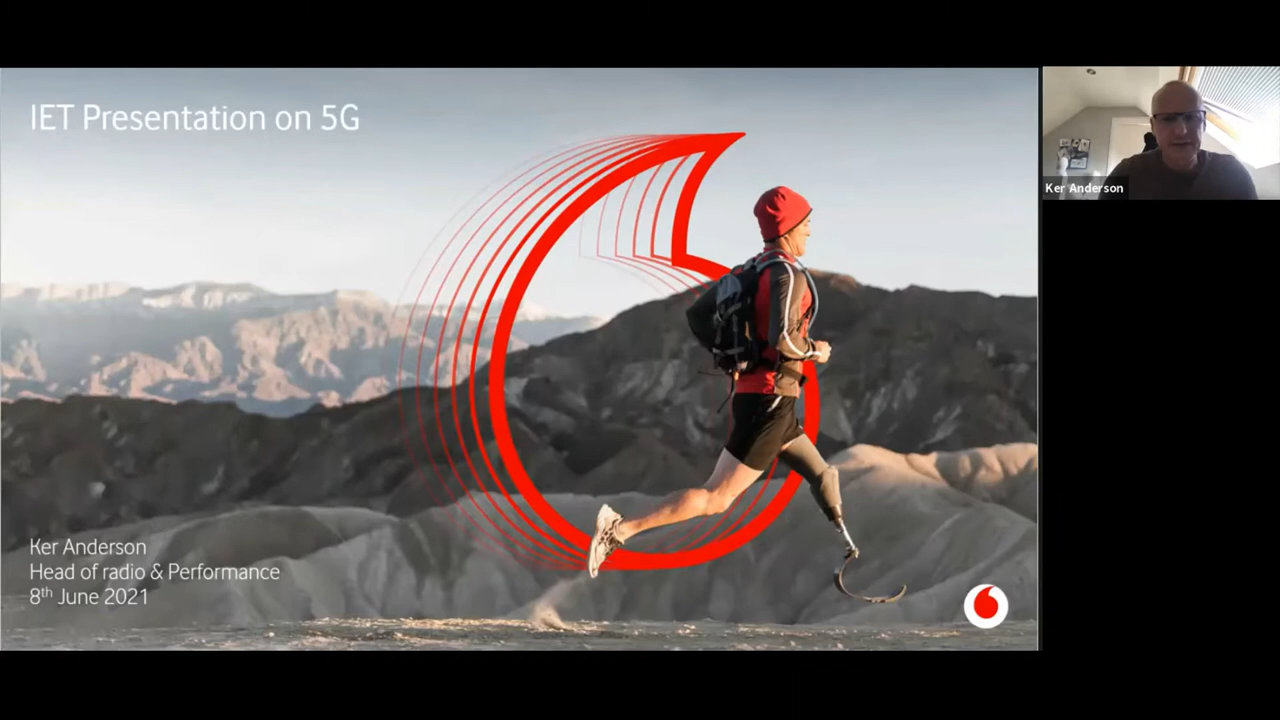 IET Presentation on 5G
Ker Anderson
Ker Anderson
Head of radio & Performance
8th June 2021